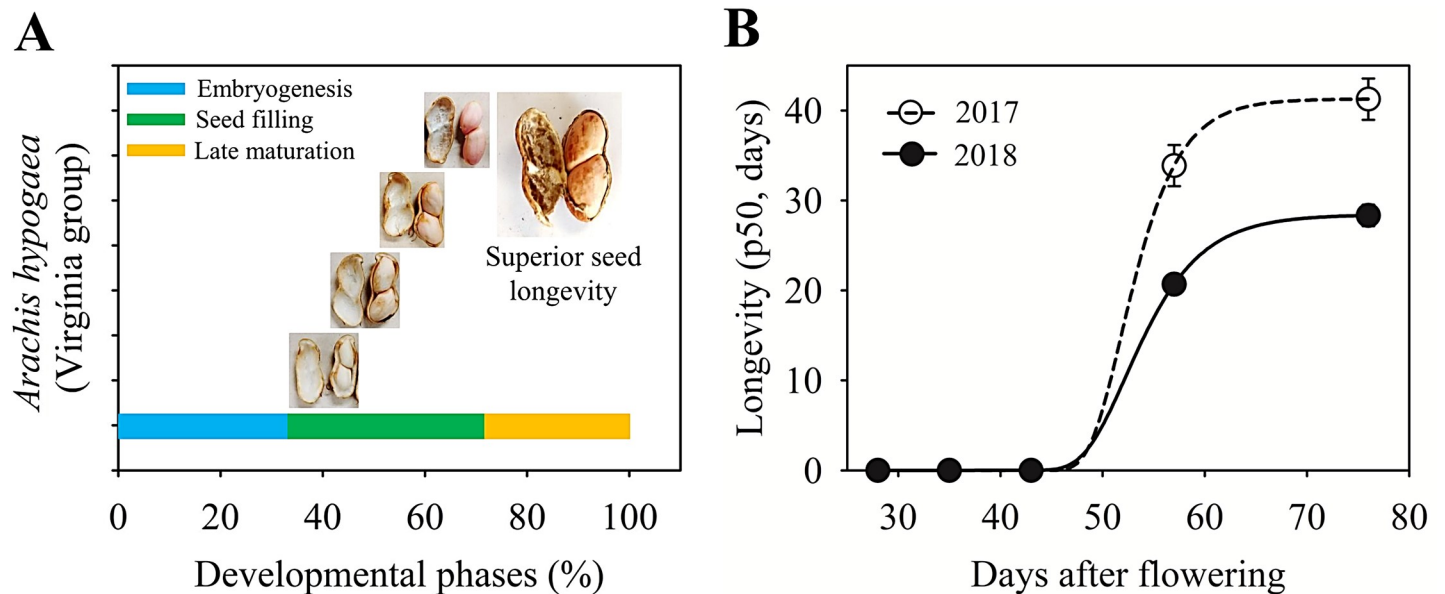 A
Embryogenesis
Seed filling
Late maturation
Superior seed
longevity
Arachis hypogaea
(Virgínia group)
0 20 40 60 80 100
Developmental phases (%)
B
2017
2018
40
30
20
10
0
Longevity (p50, days)
30 40 50 60 70 80
Days after flowering